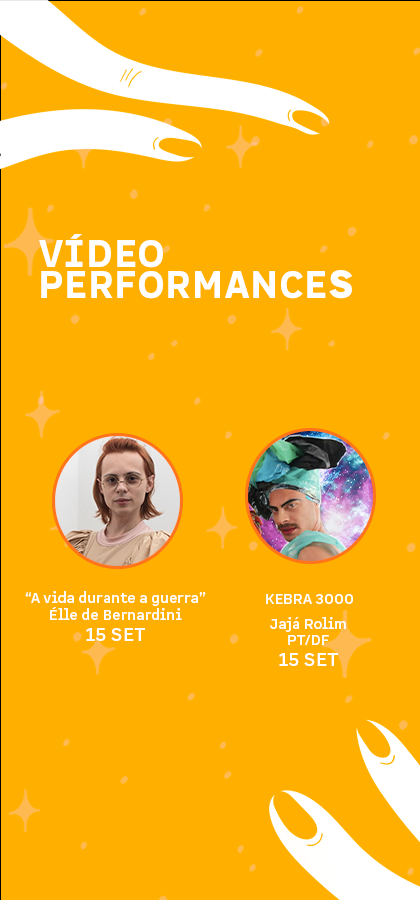 VÍDEO
PERFORMANCES
“A vida durante a guerra”
Élle de Bernardini
15 SET
KEBRA 3000
Jajá Rolim
PT/DF
15 SET